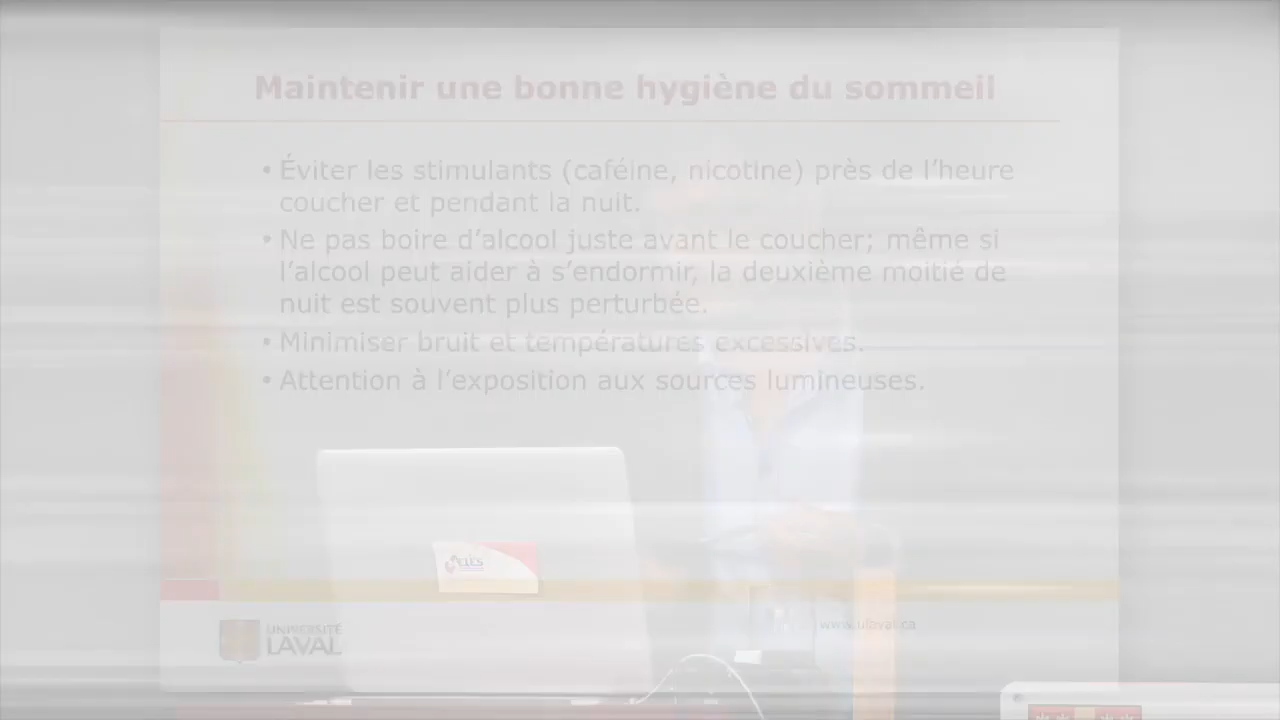 Maintenir une bonne hygiène du sommeil
• Éviter les stimulants (caféine, nicotine) près de l'heure
coucher et pendant la nuit.
• Ne pas boire d'alcool juste avant le coucher; même si
l'alcool peut aider à s'endormir, la deuxième moitié de
nuit est souvent plus perturbée.
• Minimiser bruit et températures excessives.
• Attention à l'exposition aux sources lumineuses.
UNIVERSITÉ
LAVAL
www.ulaval.ca